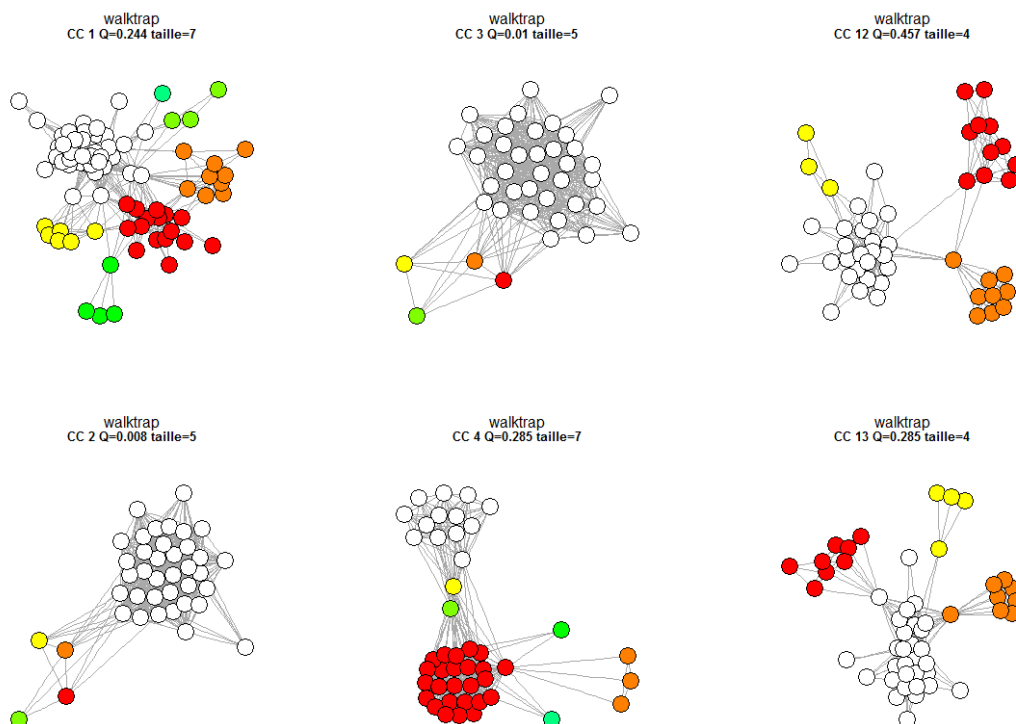 walktrap
CC 1 Q=0.244 taille=7
walktrap
CC 3 Q=0.01 taille=5
walktrap
CC 12 Q=0.457 taille=4
walktrap
CC 2 Q=0.008 taille=5
walktrap
CC 4 Q=0.285 taille=7
walktrap
CC 13 Q=0.285 taille=4